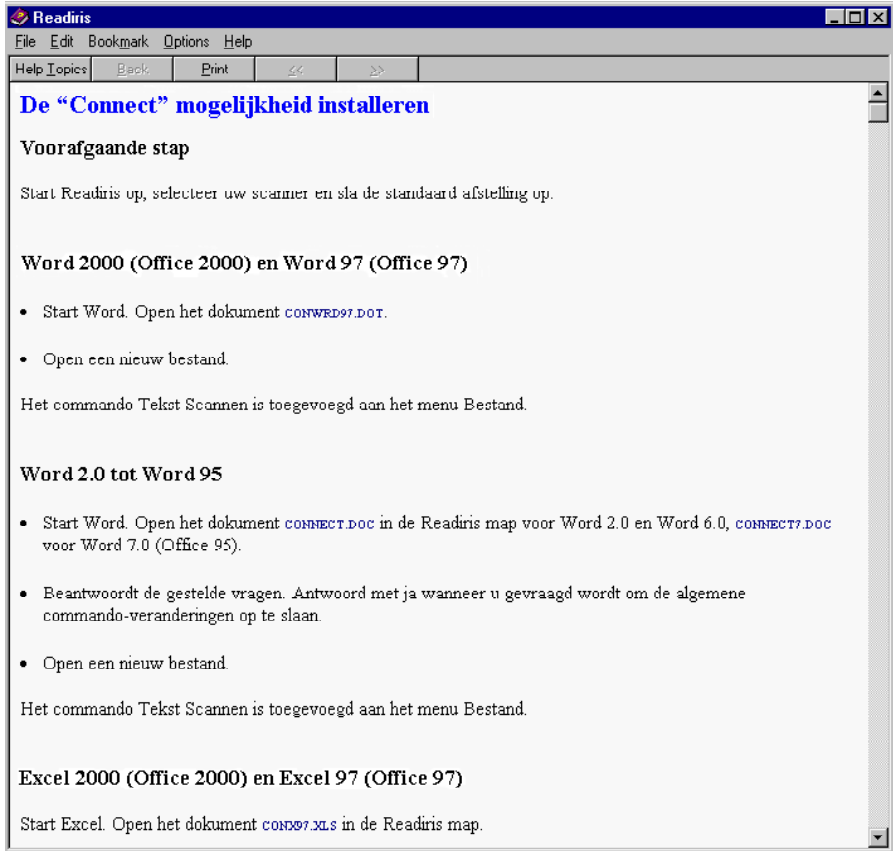 Readiris
File Edit Bookmark Options Help
Help Topics Back Print << >>
De “Connect” mogelijkheid installeren
Voorafgaande stap
Start Readiris op, selecteer uw scanner en sla de standaard afstelling op.
Word 2000 (Office 2000) en Word 97 (Office 97)
• Start Word. Open het dokument CONWRD97.DOT.
• Open een nieuw bestand.
Het commando Tekst Scannen is toegevoegd aan het menu Bestand.
Word 2.0 tot Word 95
• Start Word. Open het dokument CONNECT.DOC in de Readiris map voor Word 2.0 en Word 6.0, CONNECT7.DOC
voor Word 7.0 (Office 95).
• Beantwoordt de gestelde vragen. Antwoord met ja wanneer u gevraagd wordt om de algemene
commando-veranderingen op te slaan.
• Open een nieuw bestand.
Het commando Tekst Scannen is toegevoegd aan het menu Bestand.
Excel 2000 (Office 2000) en Excel 97 (Office 97)
Start Excel. Open het dokument CONX97.XLS in de Readiris map.